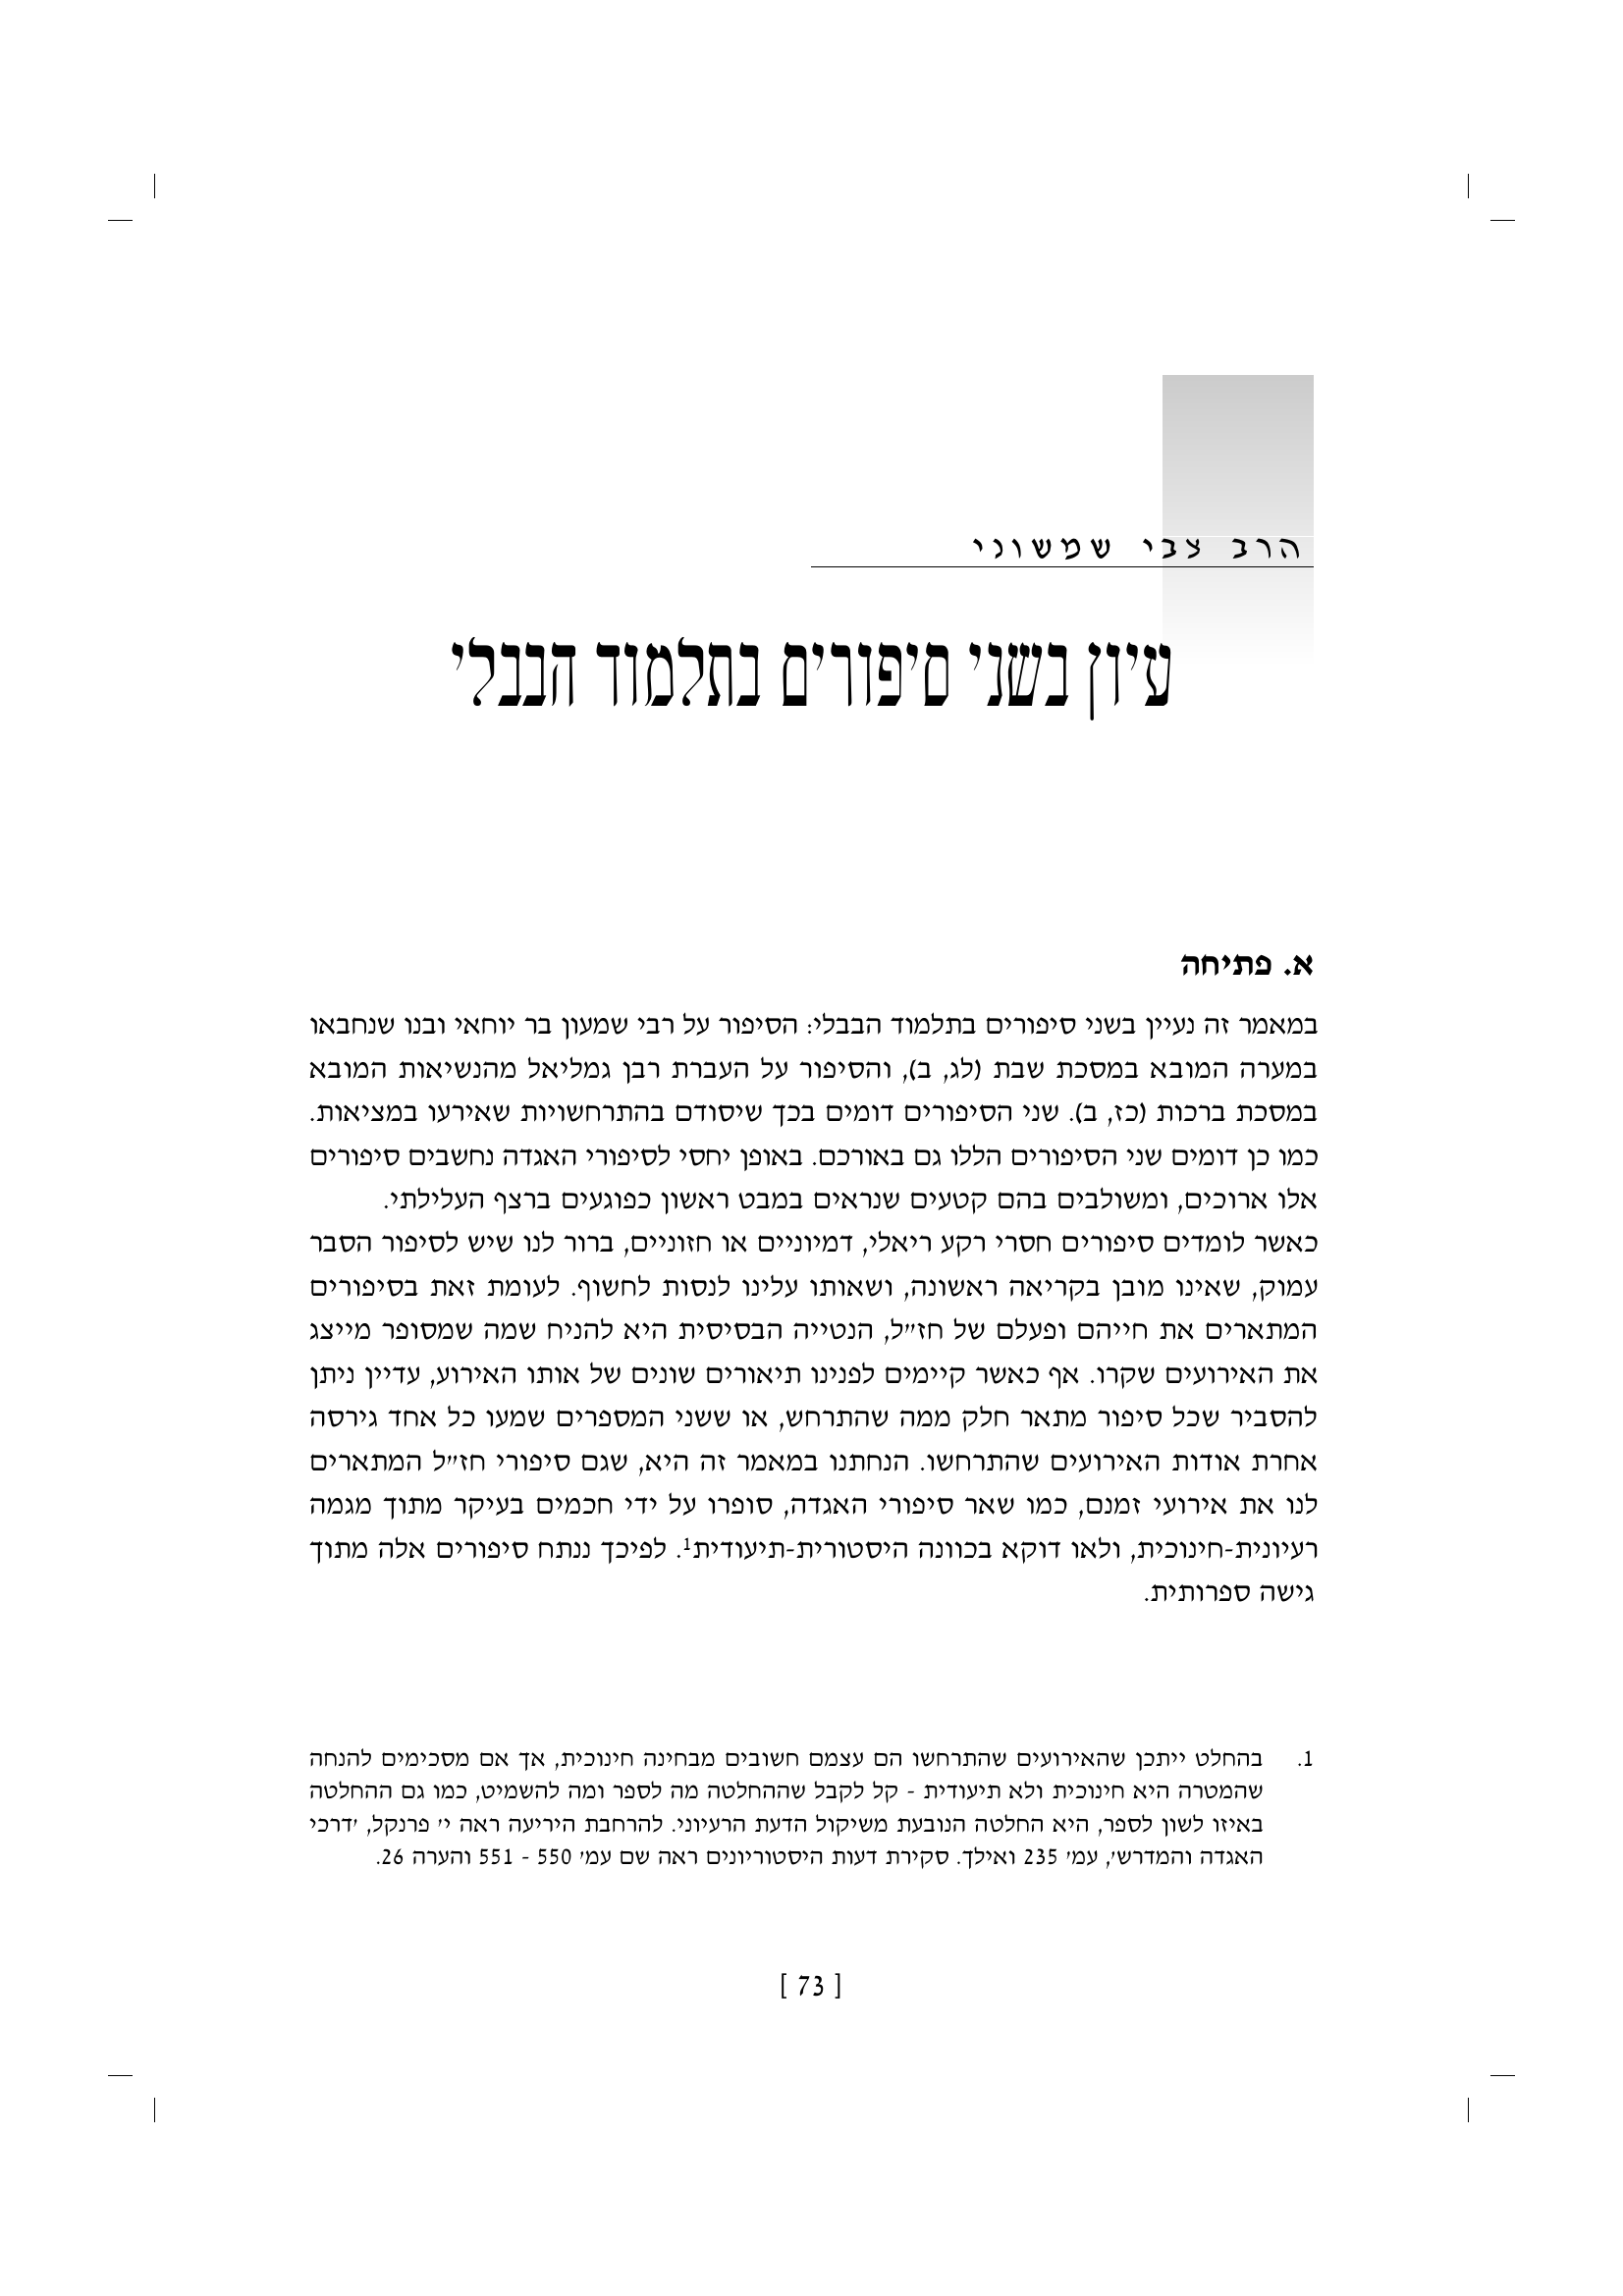 הרב צבי שמשוני
עיון בשני סיפורים בתלמוד הבבלי
א. פתיחה
במאמר זה נעיין בשני סיפורים בתלמוד הבבלי: הסיפור על רבי שמעון בר יוחאי ובנו שנחבאו
במערה המובא במסכת שבת (לג, ב), והסיפור על העברת רבן גמליאל מהנשיאות המובא
במסכת ברכות (כז, ב). שני הסיפורים דומים בכך שיסודם בהתרחשויות שאירעו במציאות.
כמו כן דומים שני הסיפורים הללו גם באורכם. באופן יחסי לסיפורי האגדה נחשבים סיפורים
אלו ארוכים, ומשולבים בהם קטעים שנראים במבט ראשון כפוגעים ברצף העלילתי.
כאשר לומדים סיפורים חסרי רקע ריאלי, דמיוניים או חזוניים, ברור לנו שיש לסיפור הסבר
עמוק, שאינו מובן בקריאה ראשונה, ושאותו עלינו לנסות לחשוף. לעומת זאת בסיפורים
המתארים את חייהם ופעלם של חז״ל, הנטייה הבסיסית היא להניח שמה שמסופר מייצג
את האירועים שקרו. אף כאשר קיימים לפנינו תיאורים שונים של אותו האירוע, עדיין ניתן
להסביר שכל סיפור מתאר חלק ממה שהתרחש, או ששני המספרים שמעו כל אחד גירסה
אחרת אודות האירועים שהתרחשו. הנחתנו במאמר זה היא, שגם סיפורי חז״ל המתארים
לנו את אירועי זמנם, כמו שאר סיפורי האגדה, סופרו על ידי חכמים בעיקר מתוך מגמה
רעיונית-חינוכית, ולאו דוקא בכוונה היסטורית-תיעודית1. לפיכך ננתח סיפורים אלה מתוך
גישה ספרותית.
1. בהחלט ייתכן שהאירועים שהתרחשו הם עצמם חשובים מבחינה חינוכית, אך אם מסכימים להנחה
שהמטרה היא חינוכית ולא תיעודית - קל לקבל שההחלטה מה לספר ומה להשמיט, כמו גם ההחלטה
באיזו לשון לספר, היא החלטה הנובעת משיקול הדעת הרעיוני. להרחבת היריעה ראה י׳ פרנקל, ׳דרכי
האגדה והמדרש׳, עמ׳ 235 ואילך. סקירת דעות היסטוריונים ראה שם עמ׳ 550 - 551 והערה 26.
[ 73 ]